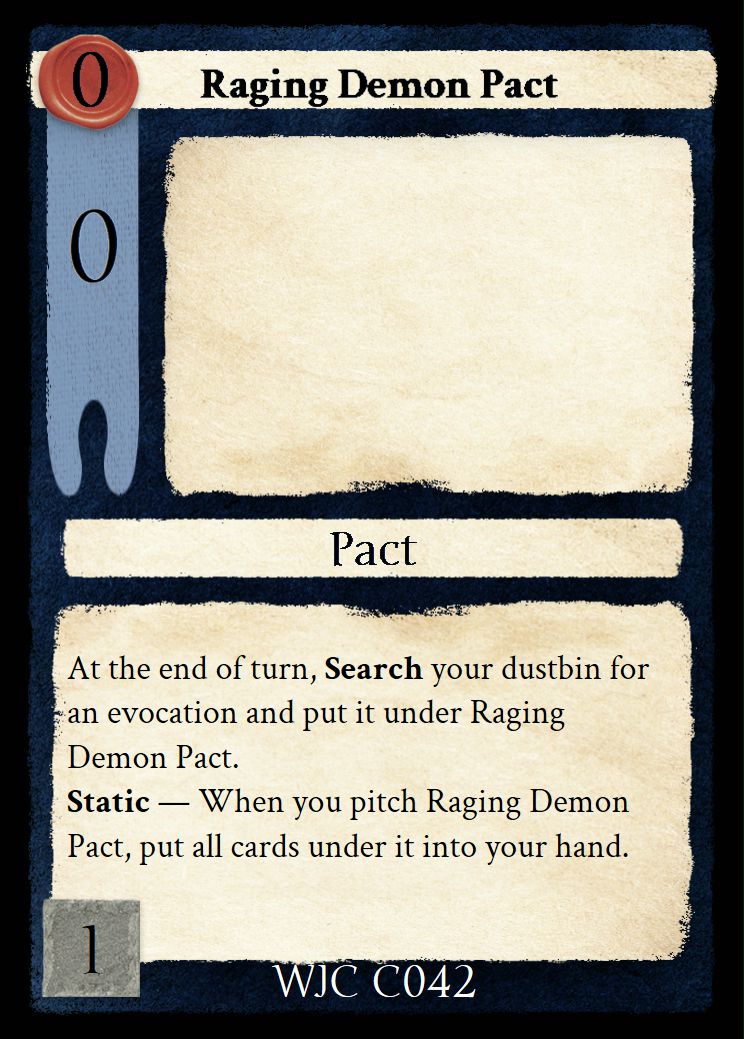 0
Raging Demon Pact
0
Pact
At the end of turn, Search your dustbin for
an evocation and put it under Raging
Demon Pact.
Static — When you pitch Raging Demon
Pact, put all cards under it into your hand.
1
WJC C042